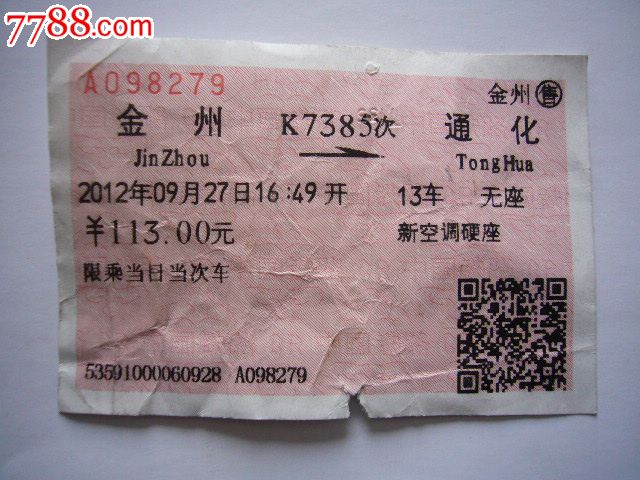 7788.com
A098279
金州 售
金州 K7385次 通化
JinZhou TongHua
2012年09月27日16:49开 13车 无座
￥113.00元 新空调硬座
限乘当日当次车
53591000060928 A098279